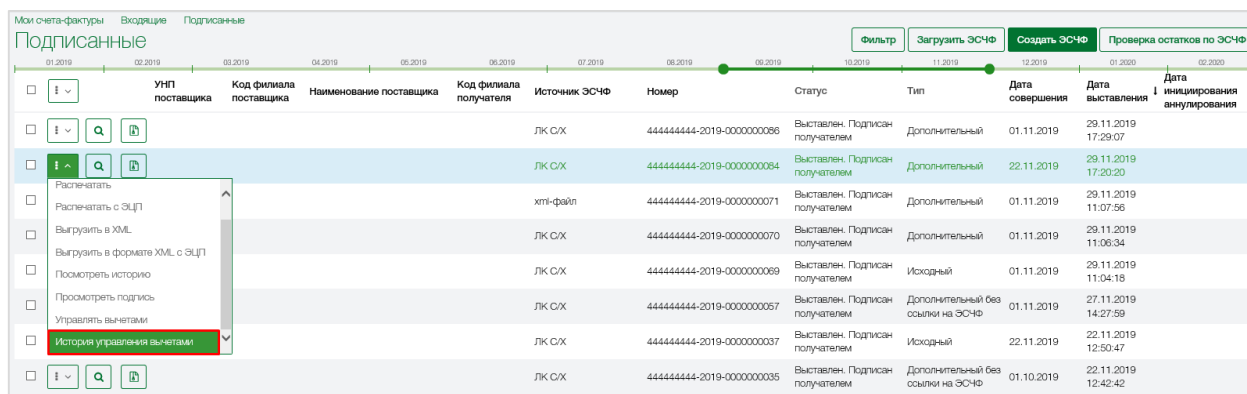 Мои счета-фактуры Входящие Подписанные
Подписанные
Фильтр Загрузить ЭСЧФ Создать ЭСЧФ Проверка остатков по ЭСЧФ
01.2019 02.2019 03.2019 04.2019 05.2019 06.2019 07.2019 08.2019 09.2019 10.2019 11.2019 12.2019 01.2020 02.2020
УНП поставщика Код филиала поставщика Наименование поставщика Код филиала получателя Источник ЭСЧФ Номер Статус Тип Дата совершения Дата выставления Дата инициирования аннулирования
ЛК С/Х 444444444-2019-0000000086 Выставлен. Подписан получателем Дополнительный 01.11.2019 29.11.2019 17:29:07
ЛК С/Х 444444444-2019-0000000084 Выставлен. Подписан получателем Дополнительный 22.11.2019 29.11.2019 17:20:20
Распечатать
Распечатать с ЭЦП
xml-файл 444444444-2019-0000000071 Выставлен. Подписан получателем Дополнительный 01.11.2019 29.11.2019 11:07:56
Выгрузить в XML
ЛК С/Х 444444444-2019-0000000070 Выставлен. Подписан получателем Дополнительный 01.11.2019 29.11.2019 11:06:34
Выгрузить в формате XML с ЭЦП
Посмотреть историю
ЛК С/Х 444444444-2019-0000000069 Выставлен. Подписан получателем Исходный 01.11.2019 29.11.2019 11:04:18
Просмотреть подпись
ЛК С/Х 444444444-2019-0000000057 Выставлен. Подписан получателем Дополнительный без ссылки на ЭСЧФ 01.11.2019 27.11.2019 14:27:59
Управлять вычетами
История управления вычетами
ЛК С/Х 444444444-2019-0000000037 Выставлен. Подписан получателем Исходный 22.11.2019 22.11.2019 12:50:47
ЛК С/Х 444444444-2019-0000000035 Выставлен. Подписан получателем Дополнительный без ссылки на ЭСЧФ 01.10.2019 22.11.2019 12:42:42